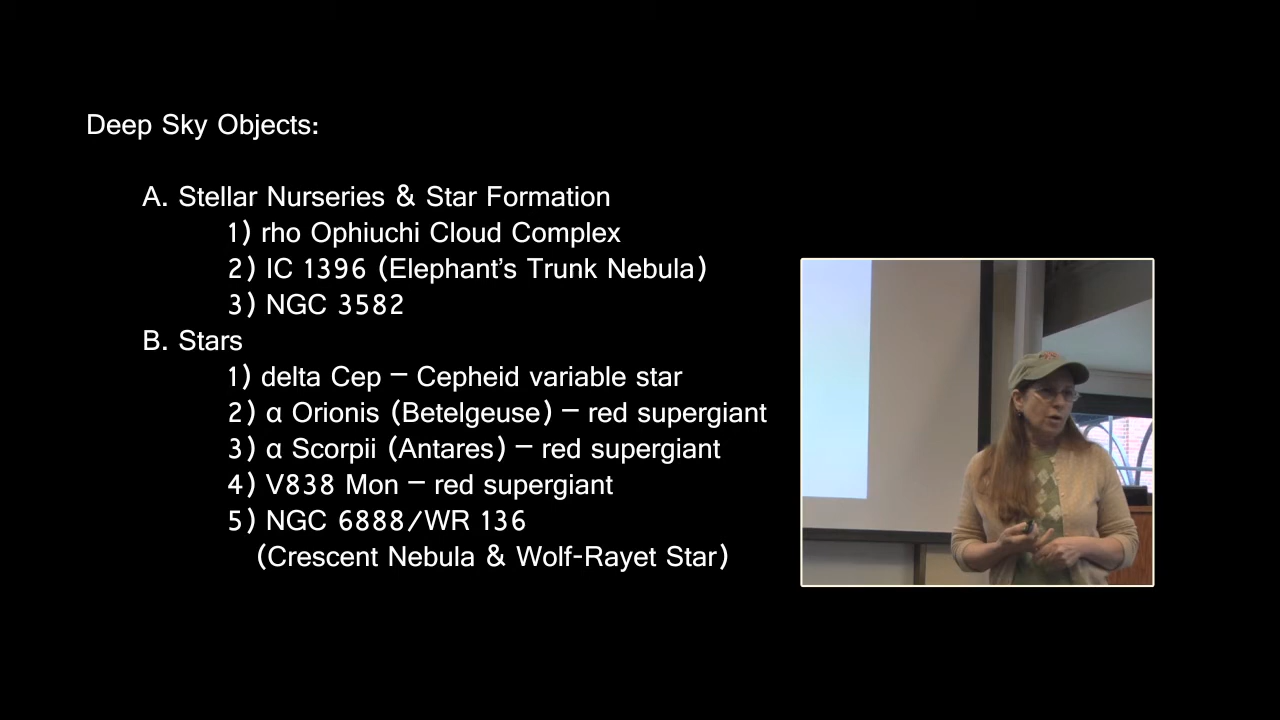 Deep Sky Objects:
A. Stellar Nurseries & Star Formation
1) rho Ophiuchi Cloud Complex
2) IC 1396 (Elephant’s Trunk Nebula)
3) NGC 3582
B. Stars
1) delta Cep – Cepheid variable star
2) α Orionis (Betelgeuse) – red supergiant
3) α Scorpii (Antares) – red supergiant
4) V838 Mon – red supergiant
5) NGC 6888/WR 136
(Crescent Nebula & Wolf-Rayet Star)